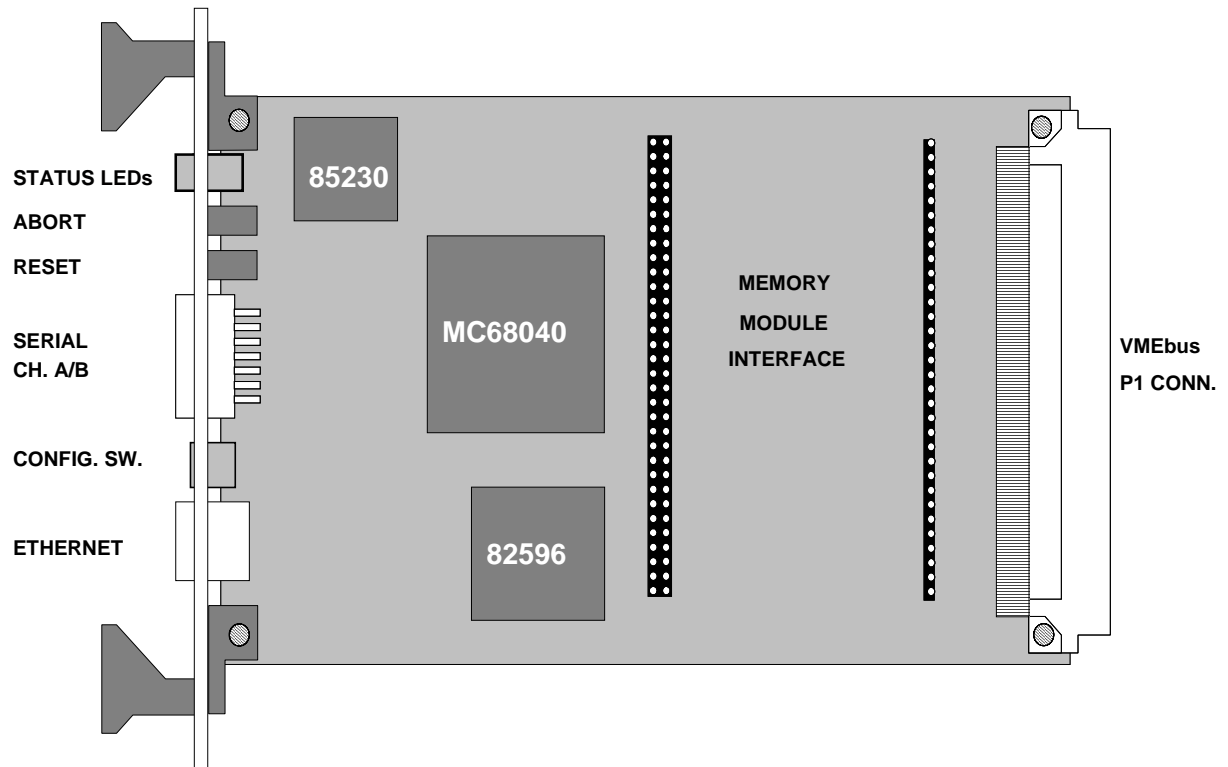 STATUS LEDs
ABORT
RESET
SERIAL
CH. A/B
CONFIG. SW.
ETHERNET
85230
MC68040
82596
MEMORY
MODULE
INTERFACE
VMEbus
P1 CONN.